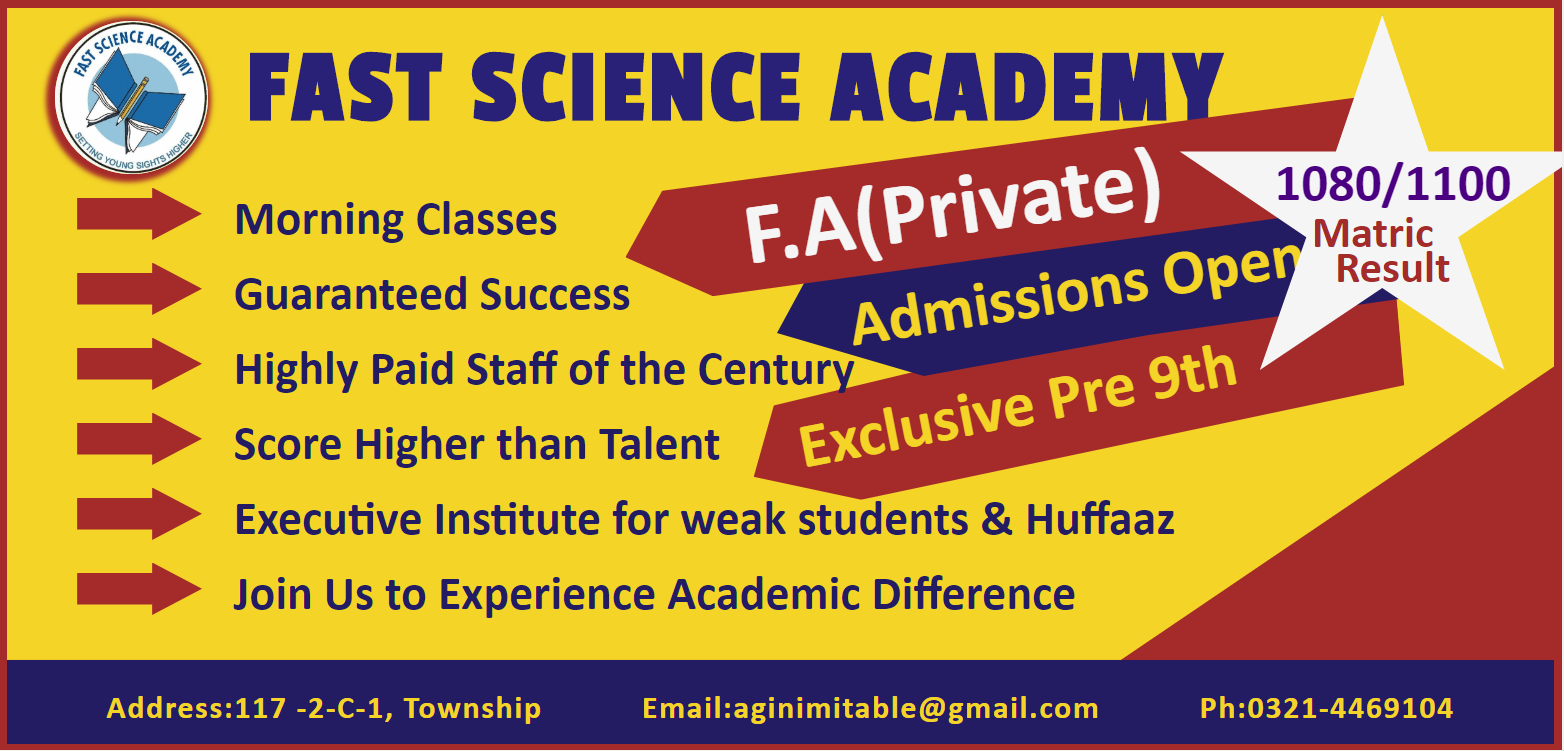 FAST SCIENCE ACADEMY
SETTING YOUNG SIGHTS HIGHER
FAST SCIENCE ACADEMY
F.A(Private)
Admissions Open
Exclusive Pre 9th
1080/1100
Matric
Result
Morning Classes
Guaranteed Success
Highly Paid Staff of the Century
Score Higher than Talent
Executive Institute for weak students & Huffaaz
Join Us to Experience Academic Difference
Address:117 -2-C-1, Township
Email:aginimitable@gmail.com
Ph:0321-4469104